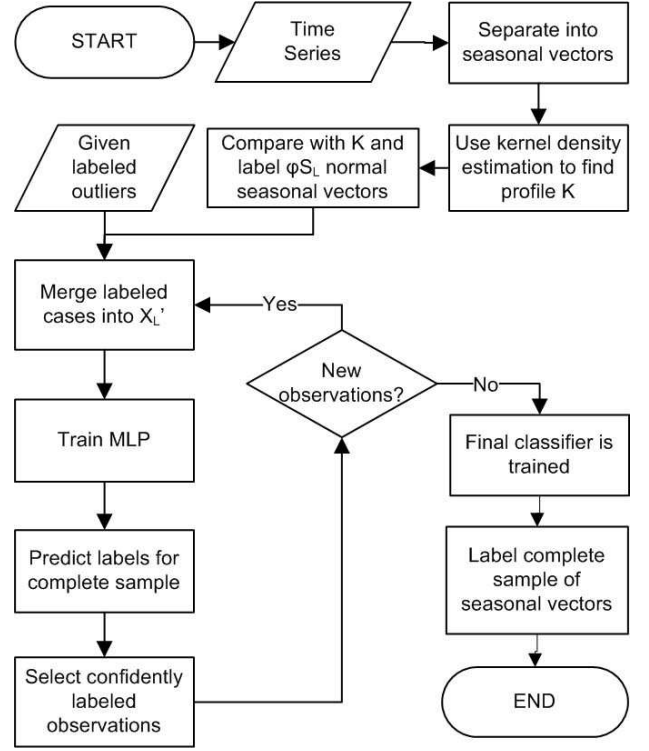 START
Time
Series
Separate into
seasonal vectors
Use kernel density
estimation to find
profile K
Compare with K and
label φS_L normal
seasonal vectors
Given
labeled
outliers
Merge labeled
cases into X_L'
Yes
New
observations?
No
Train MLP
Final classifier is
trained
Predict labels for
complete sample
Label complete
sample of
seasonal vectors
Select confidently
labeled
observations
END